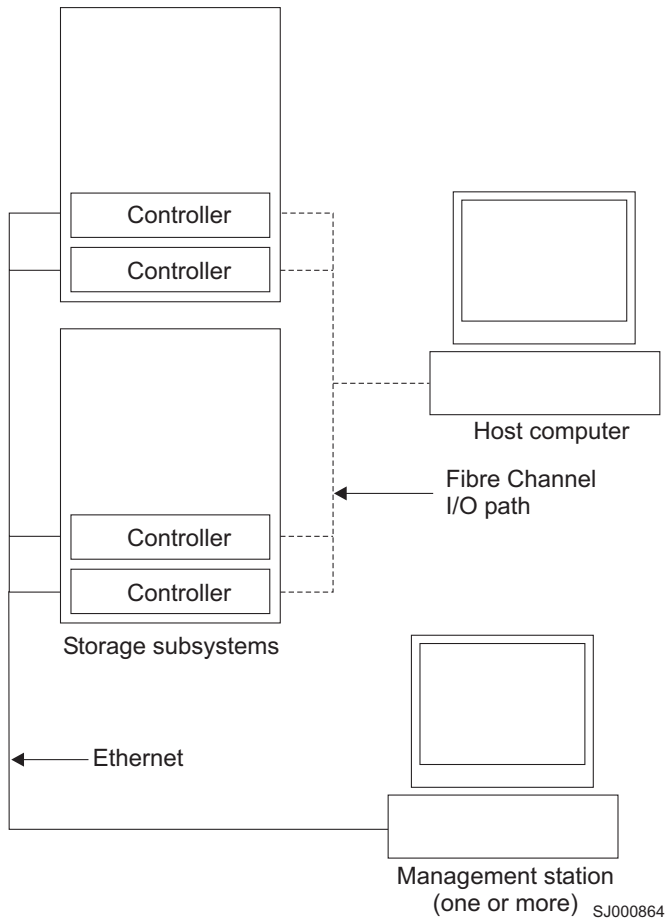 Controller
Controller
Host computer
Fibre Channel
I/O path
Controller
Controller
Storage subsystems
Ethernet
Management station
(one or more)
SJ000864